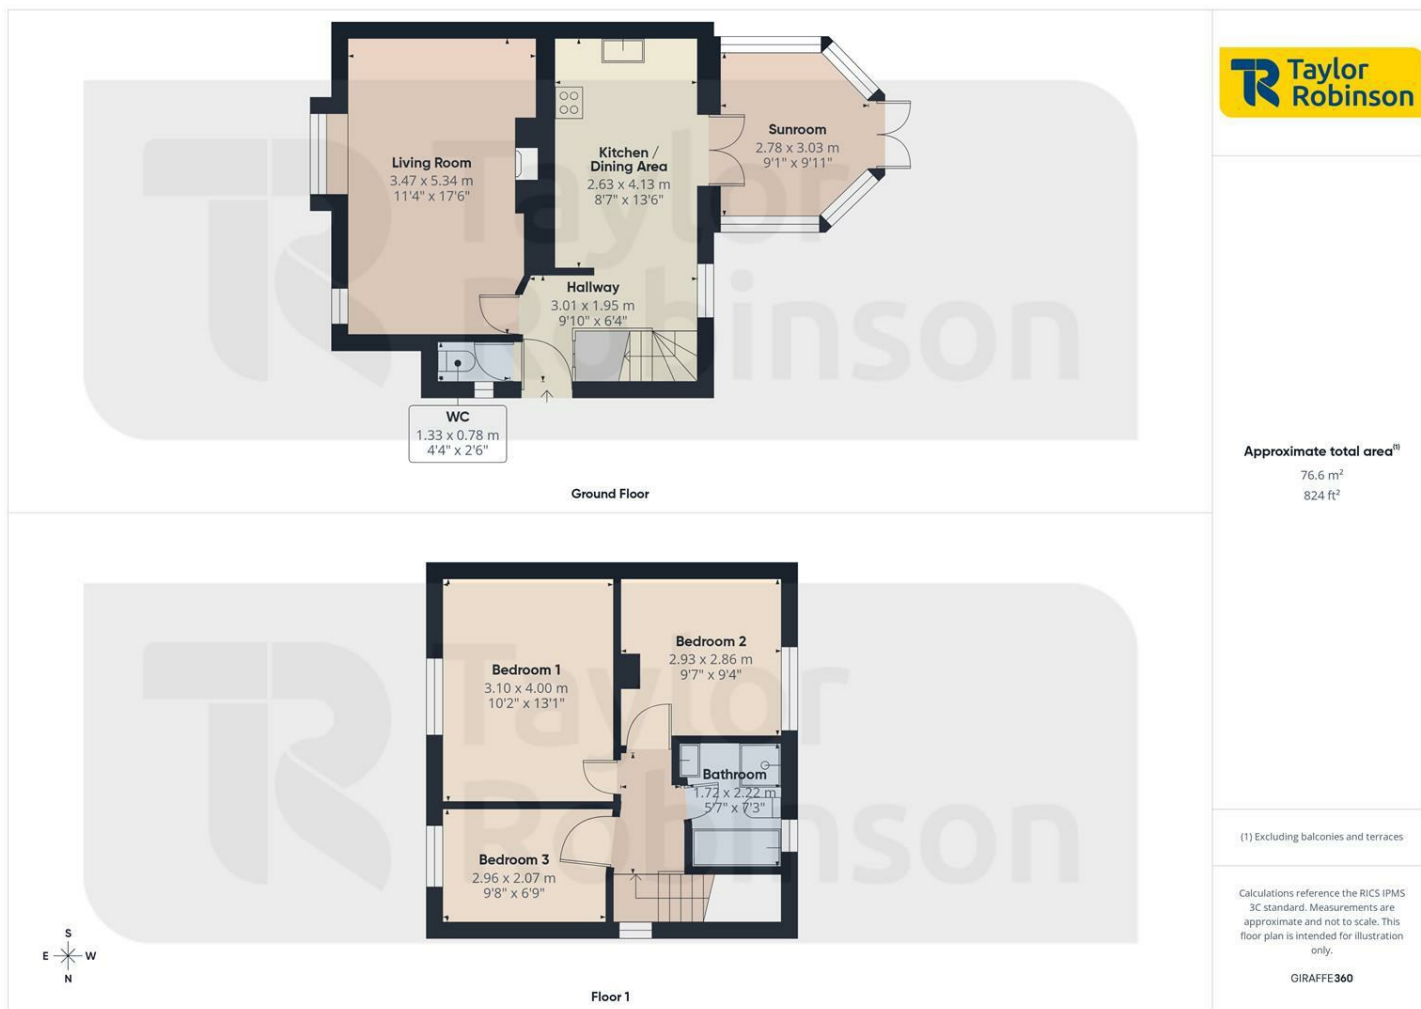 Taylor
Robinson
Living Room
3.47 x 5.34 m
11'4" x 17'6"
Kitchen /
Dining Area
2.63 x 4.13 m
8'7" x 13'6"
Sunroom
2.78 x 3.03 m
9'1" x 9'11"
Hallway
3.01 x 1.95 m
9'10" x 6'4"
WC
1.33 x 0.78 m
4'4" x 2'6"
Ground Floor
Taylor
Robinson
Approximate total area(1)
76.6 m²
824 ft²
Bedroom 1
3.10 x 4.00 m
10'2" x 13'1"
Bedroom 2
2.93 x 2.86 m
9'7" x 9'4"
Bathroom
1.72 x 2.22 m
5'7" x 7'3"
Bedroom 3
2.96 x 2.07 m
9'8" x 6'9"
Taylor
Robinson
S
E W
N
Floor 1
(1) Excluding balconies and terraces
Calculations reference the RICS IPMS
3C standard. Measurements are
approximate and not to scale. This
floor plan is intended for illustration
only.
GIRAFFE360